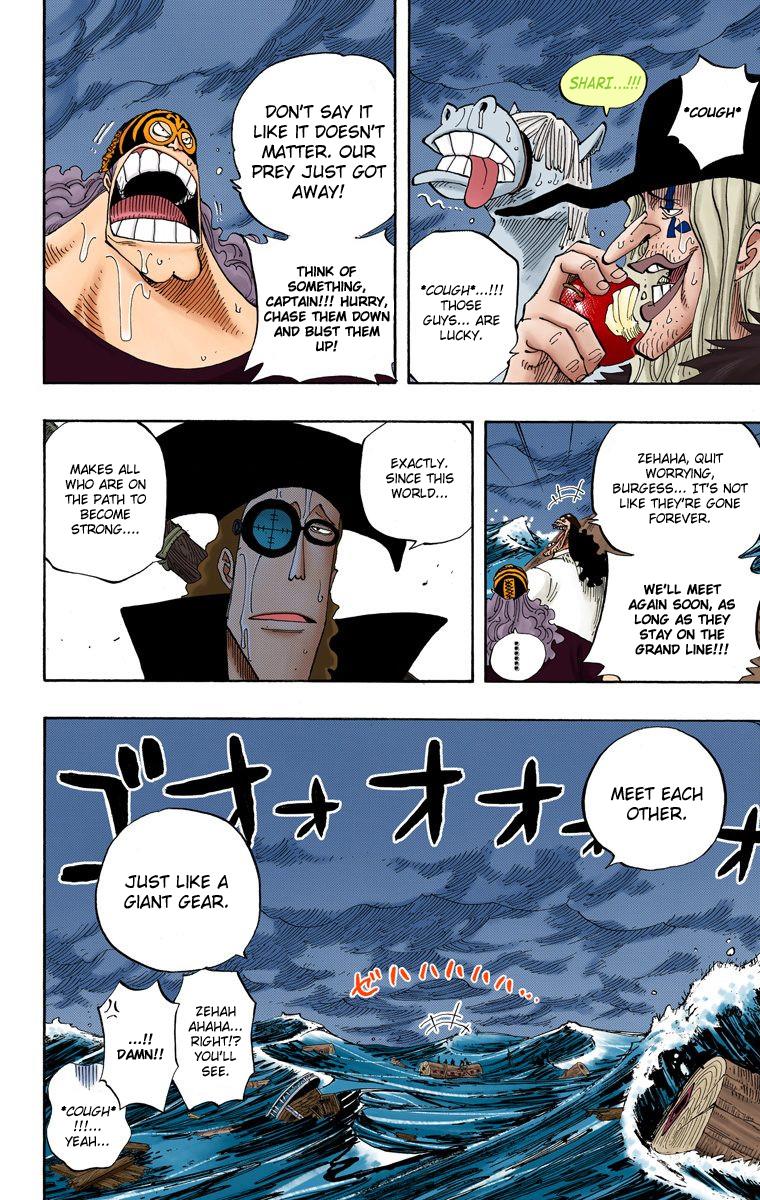 SHARI...!!!
*COUGH*
*COUGH*...!!!
THOSE
GUYS... ARE
LUCKY.
DON'T SAY IT
LIKE IT DOESN'T
MATTER. OUR
PREY JUST GOT
AWAY!
THINK OF
SOMETHING,
CAPTAIN!!! HURRY,
CHASE THEM DOWN
AND BUST THEM
UP!
ZEHAHA, QUIT
WORRYING,
BURGESS... IT'S NOT
LIKE THEY'RE GONE
FOREVER.
WE'LL MEET
AGAIN SOON, AS
LONG AS THEY
STAY ON THE
GRAND LINE!!!
......
EXACTLY.
SINCE THIS
WORLD...
MAKES ALL
WHO ARE ON
THE PATH TO
BECOME
STRONG....
MEET EACH
OTHER.
ゴオォオオォオ
JUST LIKE A
GIANT GEAR.
ゼハハハハハハ...
ZEHAH
AHAHA...
RIGHT!?
YOU'LL
SEE.
...!!
DAMN!!
*COUGH*
!!!...
YEAH...